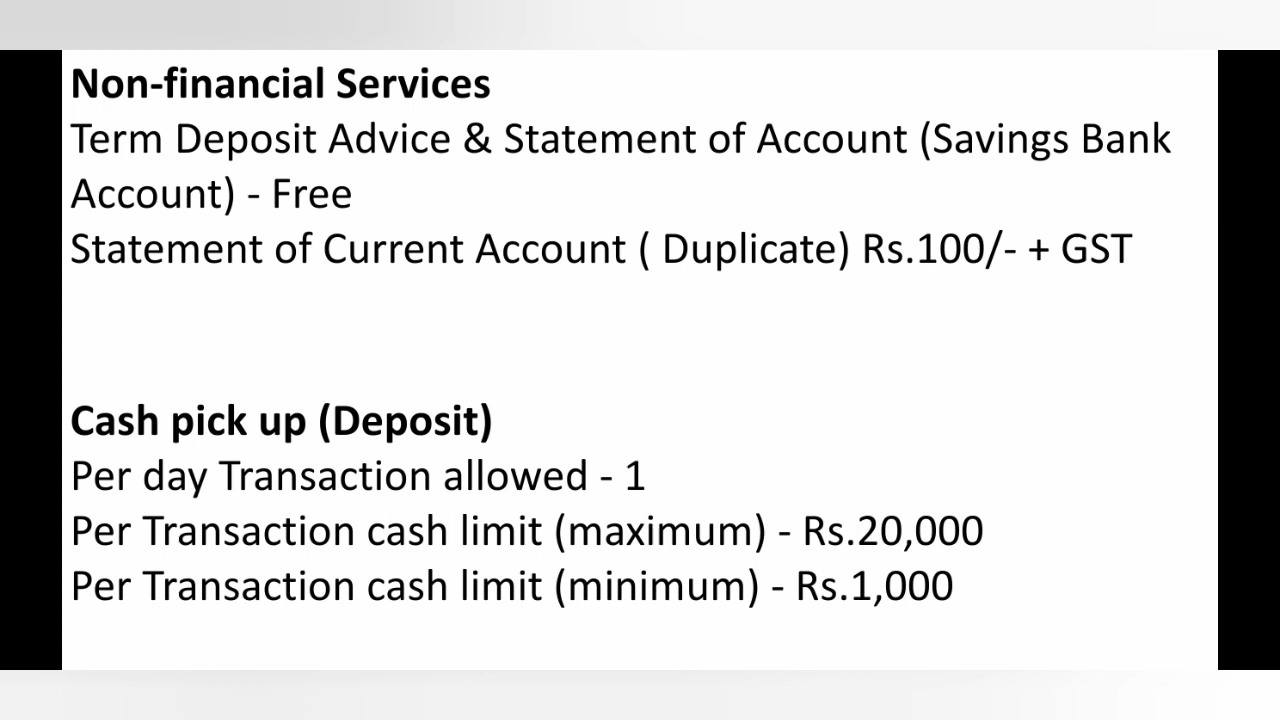 Non-financial Services
Term Deposit Advice & Statement of Account (Savings Bank
Account) - Free
Statement of Current Account ( Duplicate) Rs.100/- + GST
Cash pick up (Deposit)
Per day Transaction allowed - 1
Per Transaction cash limit (maximum) - Rs.20,000
Per Transaction cash limit (minimum) - Rs.1,000